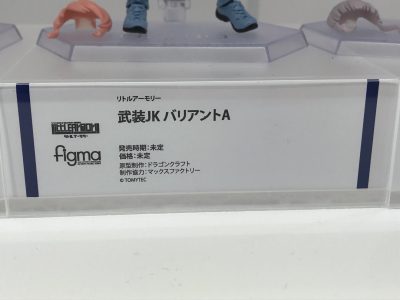 リトルアーモリー
武装JK バリアントA
figma
発売時期：未定
価格：未定
原型制作：ドラゴンクラフト
制作協力：マックスファクトリー
© TOMYTEC